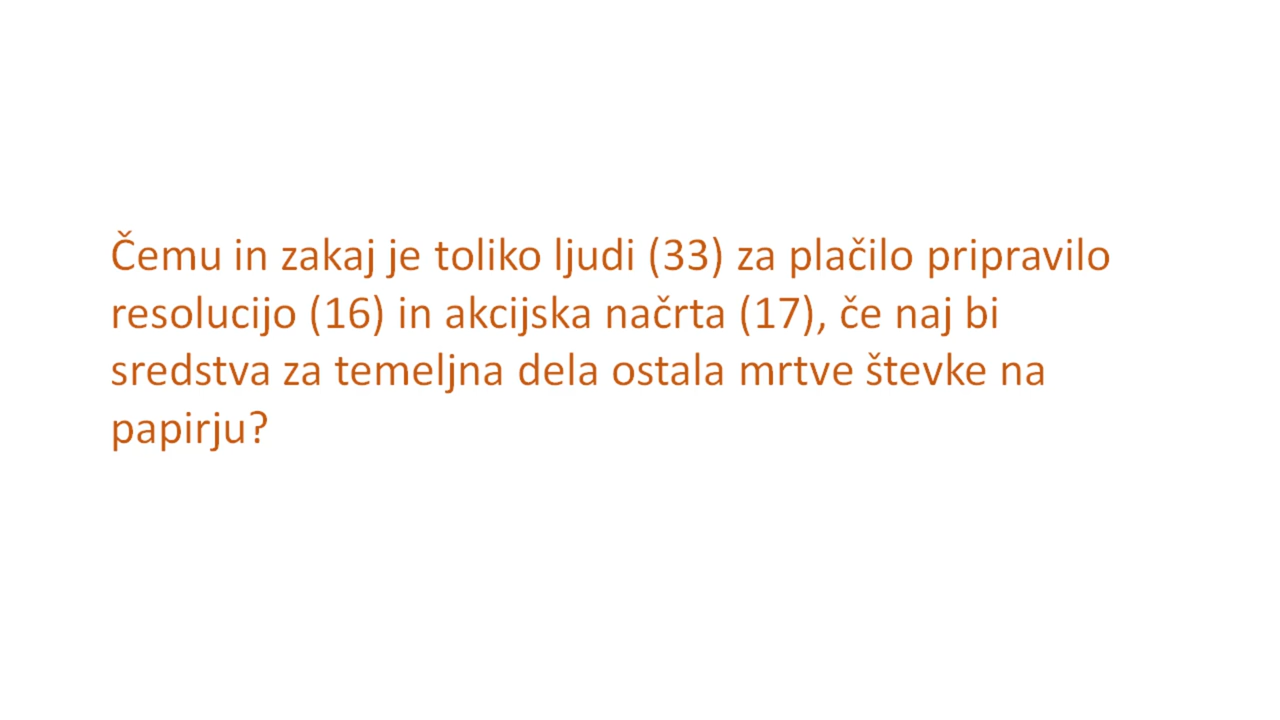 Čemu in zakaj je toliko ljudi (33) za plačilo pripravilo
resolucijo (16) in akcijska načrta (17), če naj bi
sredstva za temeljna dela ostala mrtve števke na
papirju?